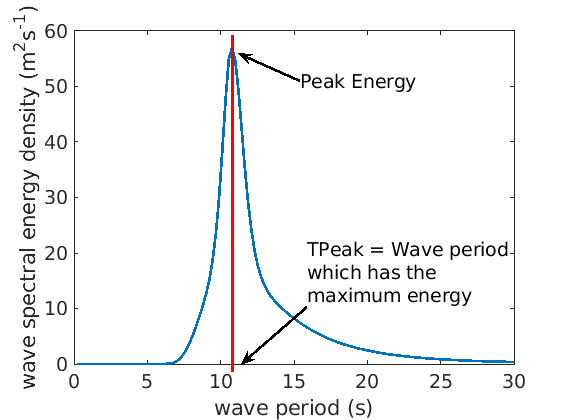 60
50
40
30
20
10
0
wave spectral energy density (m²s⁻¹)
Peak Energy
TPeak = Wave period
which has the
maximum energy
0 5 10 15 20 25 30
wave period (s)